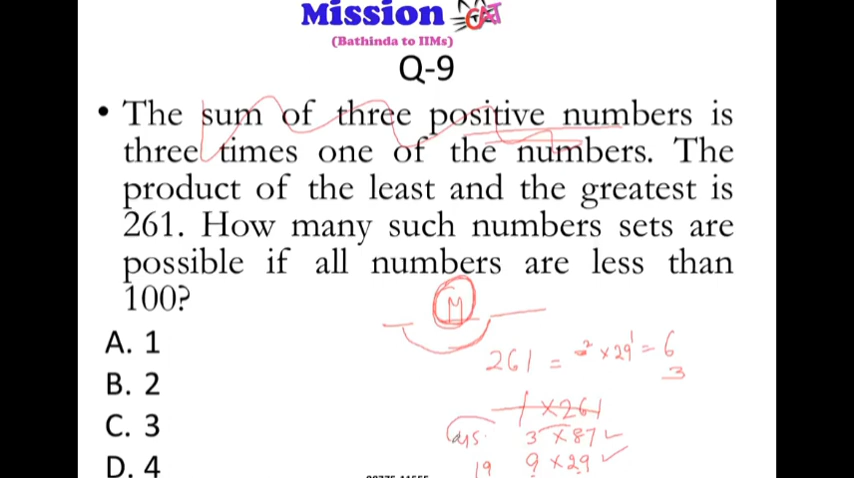 Mission CAT
(Bathinda to IIMs)
Q-9
• The sum of three positive numbers is
three times one of the numbers. The
product of the least and the greatest is
261. How many such numbers sets are
possible if all numbers are less than
100?
M
A. 1
261 = 3² × 29¹ = 6
3
B. 2
1 × 261
C. 3
45. 3 × 87 ✓
D. 4
19 9 × 29 ✓